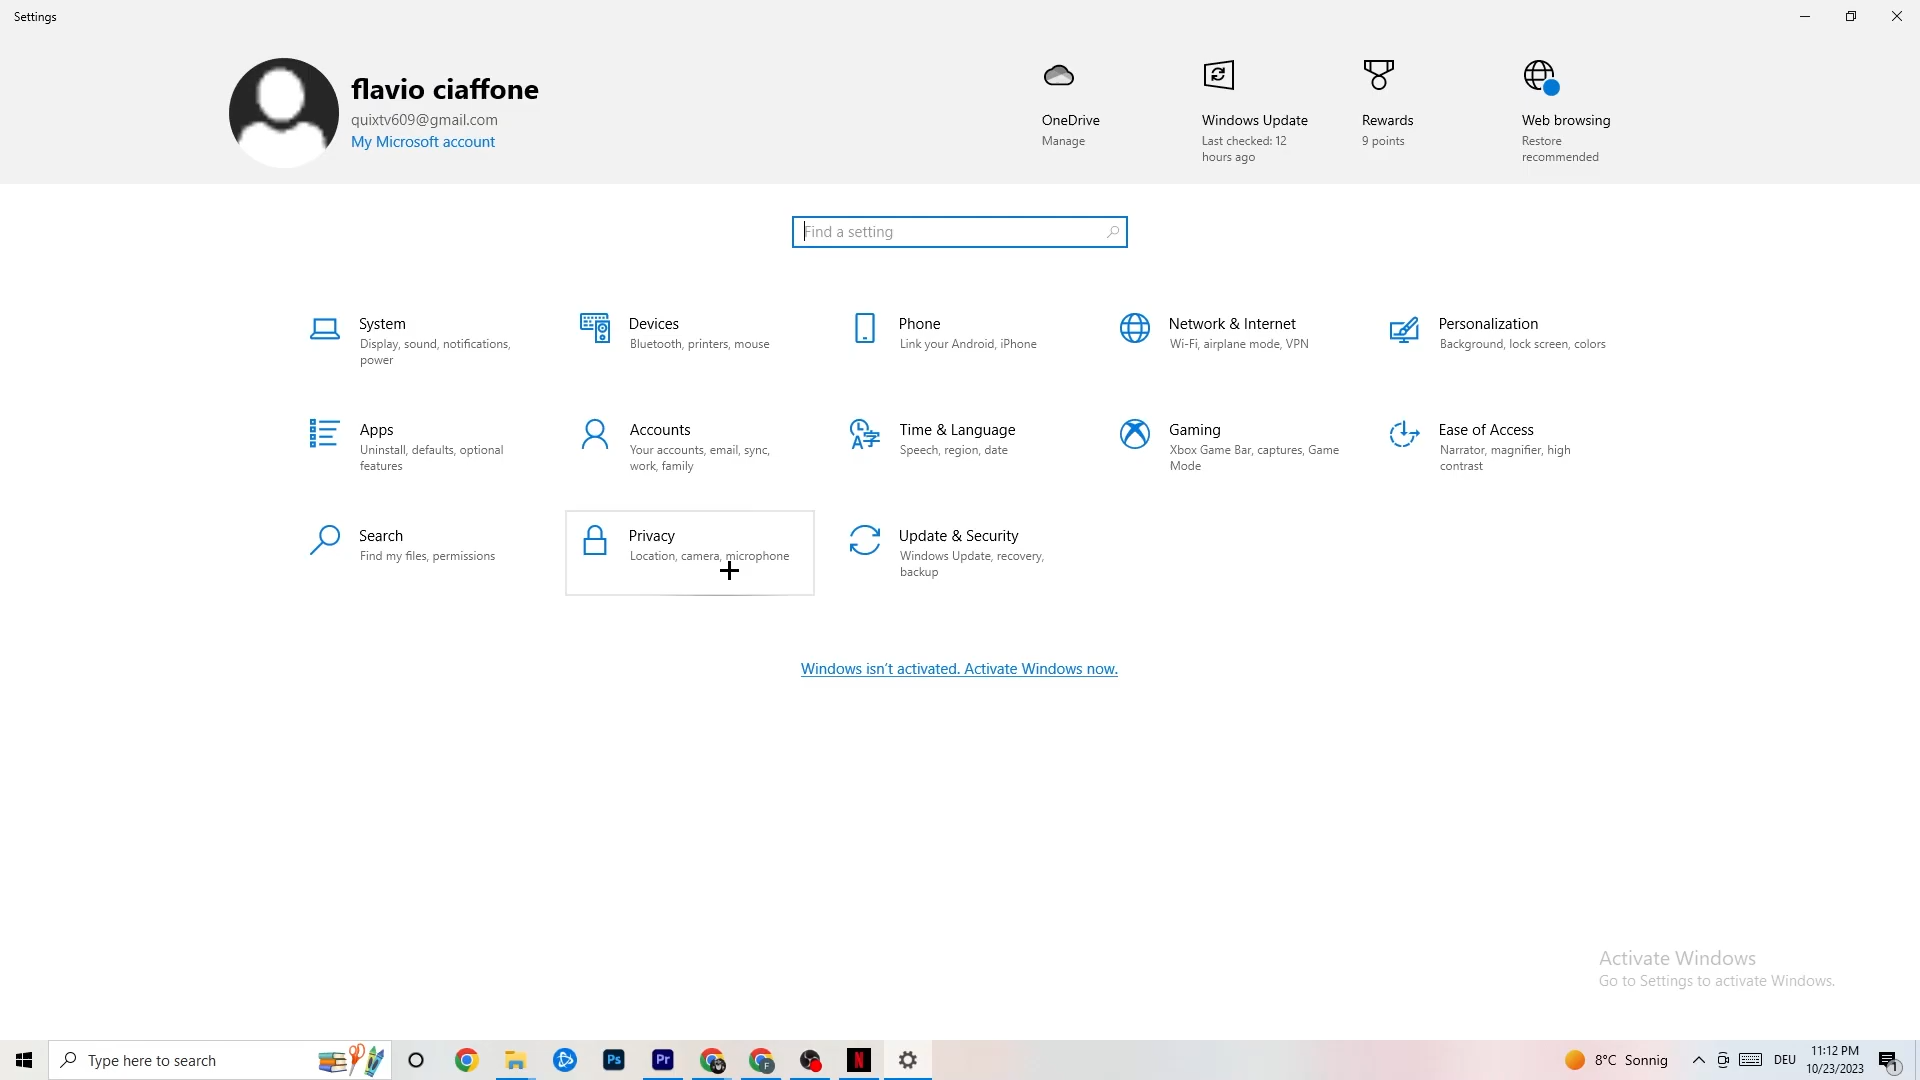 Settings
flavio ciaffone
quixtv609@gmail.com
My Microsoft account
OneDrive
Manage
Windows Update
Last checked: 12
hours ago
Rewards
9 points
Web browsing
Restore
recommended
Find a setting
System
Display, sound, notifications,
power
Devices
Bluetooth, printers, mouse
Phone
Link your Android, iPhone
Network & Internet
Wi-Fi, airplane mode, VPN
Personalization
Background, lock screen, colors
Apps
Uninstall, defaults, optional
features
Accounts
Your accounts, email, sync,
work, family
Time & Language
Speech, region, date
Gaming
Xbox Game Bar, captures, Game
Mode
Ease of Access
Narrator, magnifier, high
contrast
Search
Find my files, permissions
Privacy
Location, camera, microphone
Update & Security
Windows Update, recovery,
backup
Windows isn't activated. Activate Windows now.
Activate Windows
Go to Settings to activate Windows.
Type here to search
Ps
Pr
F
N
8°C Sonnig
DEU
11:12 PM
10/23/2023
1